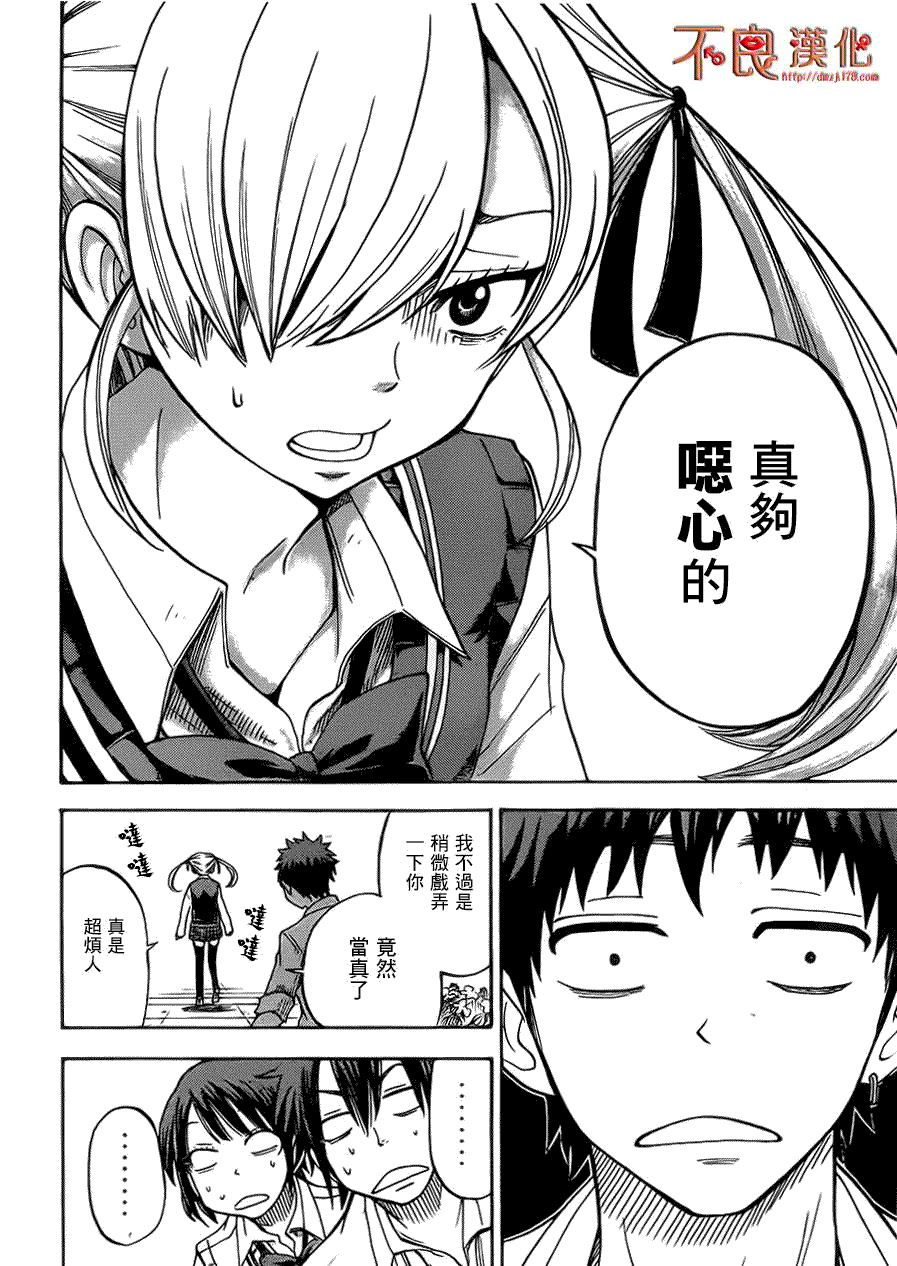 不良漢化
http://dmzj.178.com
真夠
噁心的
我不過是
稍微戲弄
一下你
竟然
當真了
噠
噠
噠
噠
真是
超煩人
………
………